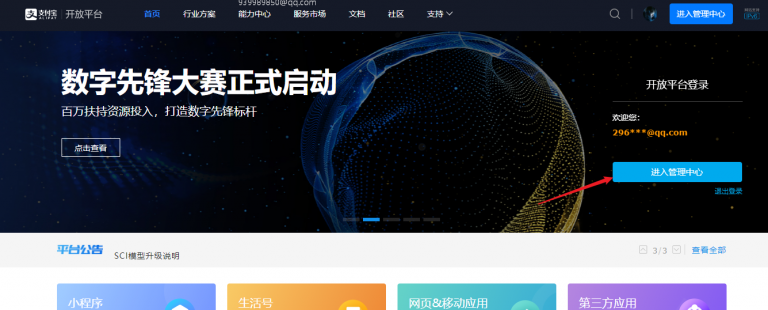 939989850@qq.com
支付宝 ALIPAY 开放平台 首页 行业方案 能力中心 服务市场 文档 社区 支持 进入管理中心
数字先锋大赛正式启动
百万扶持资源投入，打造数字先锋标杆
点击查看
开放平台登录
欢迎您：
296***@qq.com
进入管理中心
退出登录
平台公告 SCI模型升级说明 3/3 查看全部
小程序 生活号 网页&移动应用 第三方应用